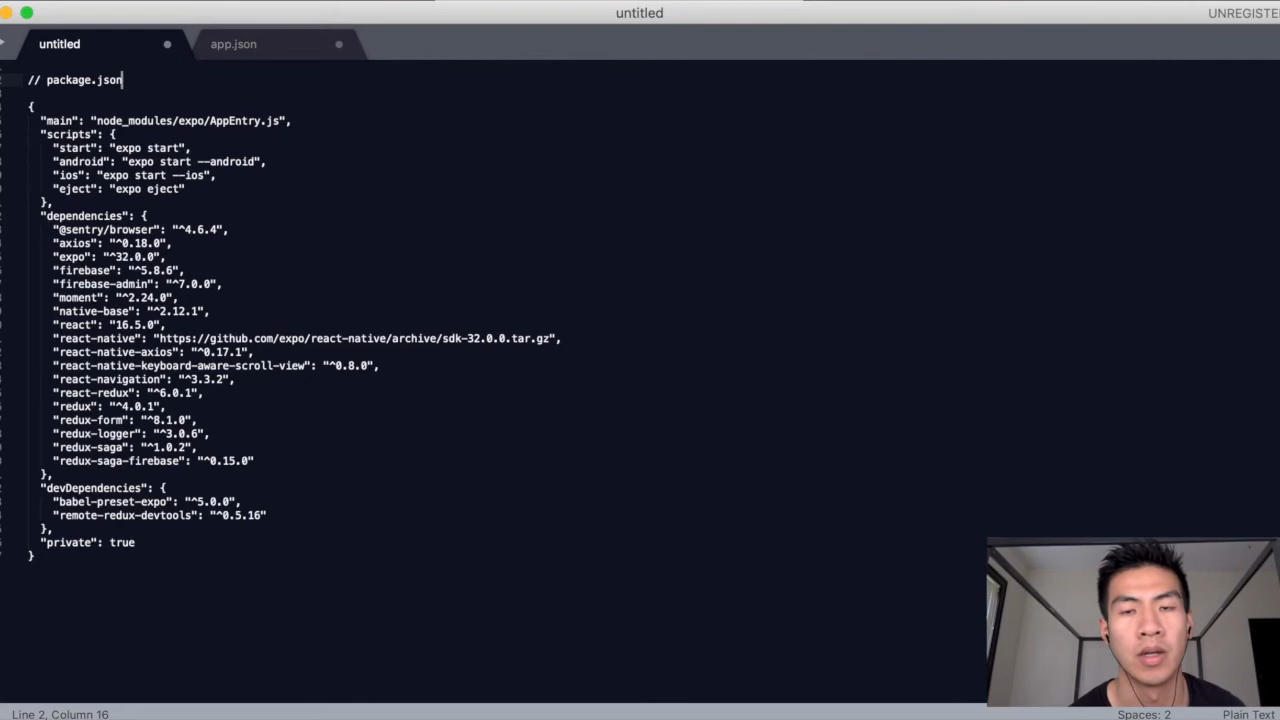 untitled
UNREGISTE
untitled
app.json
// package.json
{
"main": "node_modules/expo/AppEntry.js",
"scripts": {
"start": "expo start",
"android": "expo start --android",
"ios": "expo start --ios",
"eject": "expo eject"
},
"dependencies": {
"@sentry/browser": "^4.6.4",
"axios": "^0.18.0",
"expo": "^32.0.0",
"firebase": "^5.8.6",
"firebase-admin": "^7.0.0",
"moment": "^2.24.0",
"native-base": "^2.12.1",
"react": "16.5.0",
"react-native": "https://github.com/expo/react-native/archive/sdk-32.0.0.tar.gz",
"react-native-axios": "^0.17.1",
"react-native-keyboard-aware-scroll-view": "^0.8.0",
"react-navigation": "^3.3.2",
"react-redux": "^6.0.1",
"redux": "^4.0.1",
"redux-form": "^8.1.0",
"redux-logger": "^3.0.6",
"redux-saga": "^1.0.2",
"redux-saga-firebase": "^0.15.0"
},
"devDependencies": {
"babel-preset-expo": "^5.0.0",
"remote-redux-devtools": "^0.5.16"
},
"private": true
}
Line 2, Column 16
Spaces: 2
Plain Text